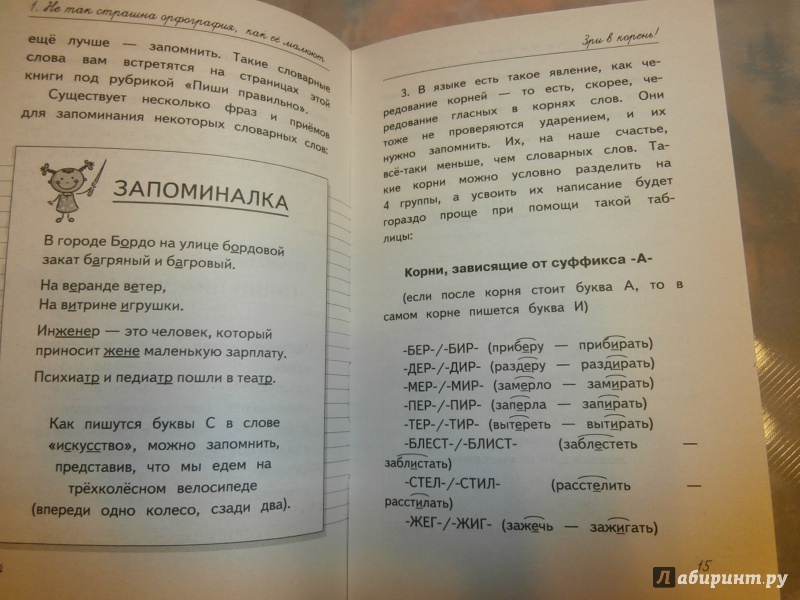 1. Не так страшна орфография, как её малюют
ещё лучше — запомнить. Такие словарные
слова вам встретятся на страницах этой
книги под рубрикой «Пиши правильно».
Существует несколько фраз и приёмов
для запоминания некоторых словарных слов:
ЗАПОМИНАЛКА
В городе Бордо на улице бордовой
закат багряный и багровый.
На веранде ветер,
На витрине игрушки.
Инженер — это человек, который
приносит жене маленькую зарплату.
Психиатр и педиатр пошли в театр.
Как пишутся буквы С в слове
«искусство», можно запомнить,
представив, что мы едем на
трёхколёсном велосипеде
(впереди одно колесо, сзади два).
Зри в корень!
3. В языке есть такое явление, как че-
редование корней — то есть, скорее, че-
редование гласных в корнях слов. Они
тоже не проверяются ударением, и их
нужно запомнить. Их, на наше счастье,
всё-таки меньше, чем словарных слов. Та-
кие корни можно условно разделить на
4 группы, а усвоить их написание будет
гораздо проще при помощи такой таб-
лицы:
Корни, зависящие от суффикса -А-
(если после корня стоит буква А, то в
самом корне пишется буква И)
-БЕР-/-БИР- (приберу — прибирать)
-ДЕР-/-ДИР- (раздеру — раздирать)
-МЕР-/-МИР- (замерло — замирать)
-ПЕР-/-ПИР- (заперла — запирать)
-ТЕР-/-ТИР- (вытереть — вытирать)
-БЛЕСТ-/-БЛИСТ- (заблестеть —
заблистать)
-СТЕЛ-/-СТИЛ- (расстелить —
расстилать)
-ЖЕГ-/-ЖИГ- (зажечь — зажигать)
15
Лабиринт.ру